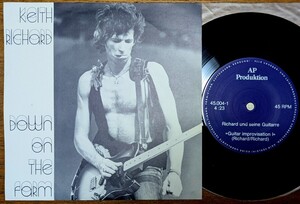 KEITH
RICHARD
DOWN
ON
THE
FARM
AP
Produktion
45.004-I
4'23
45 RPM
Richard und seine Guitarre
«Guitar improvisation I»
(Richard/Richard)